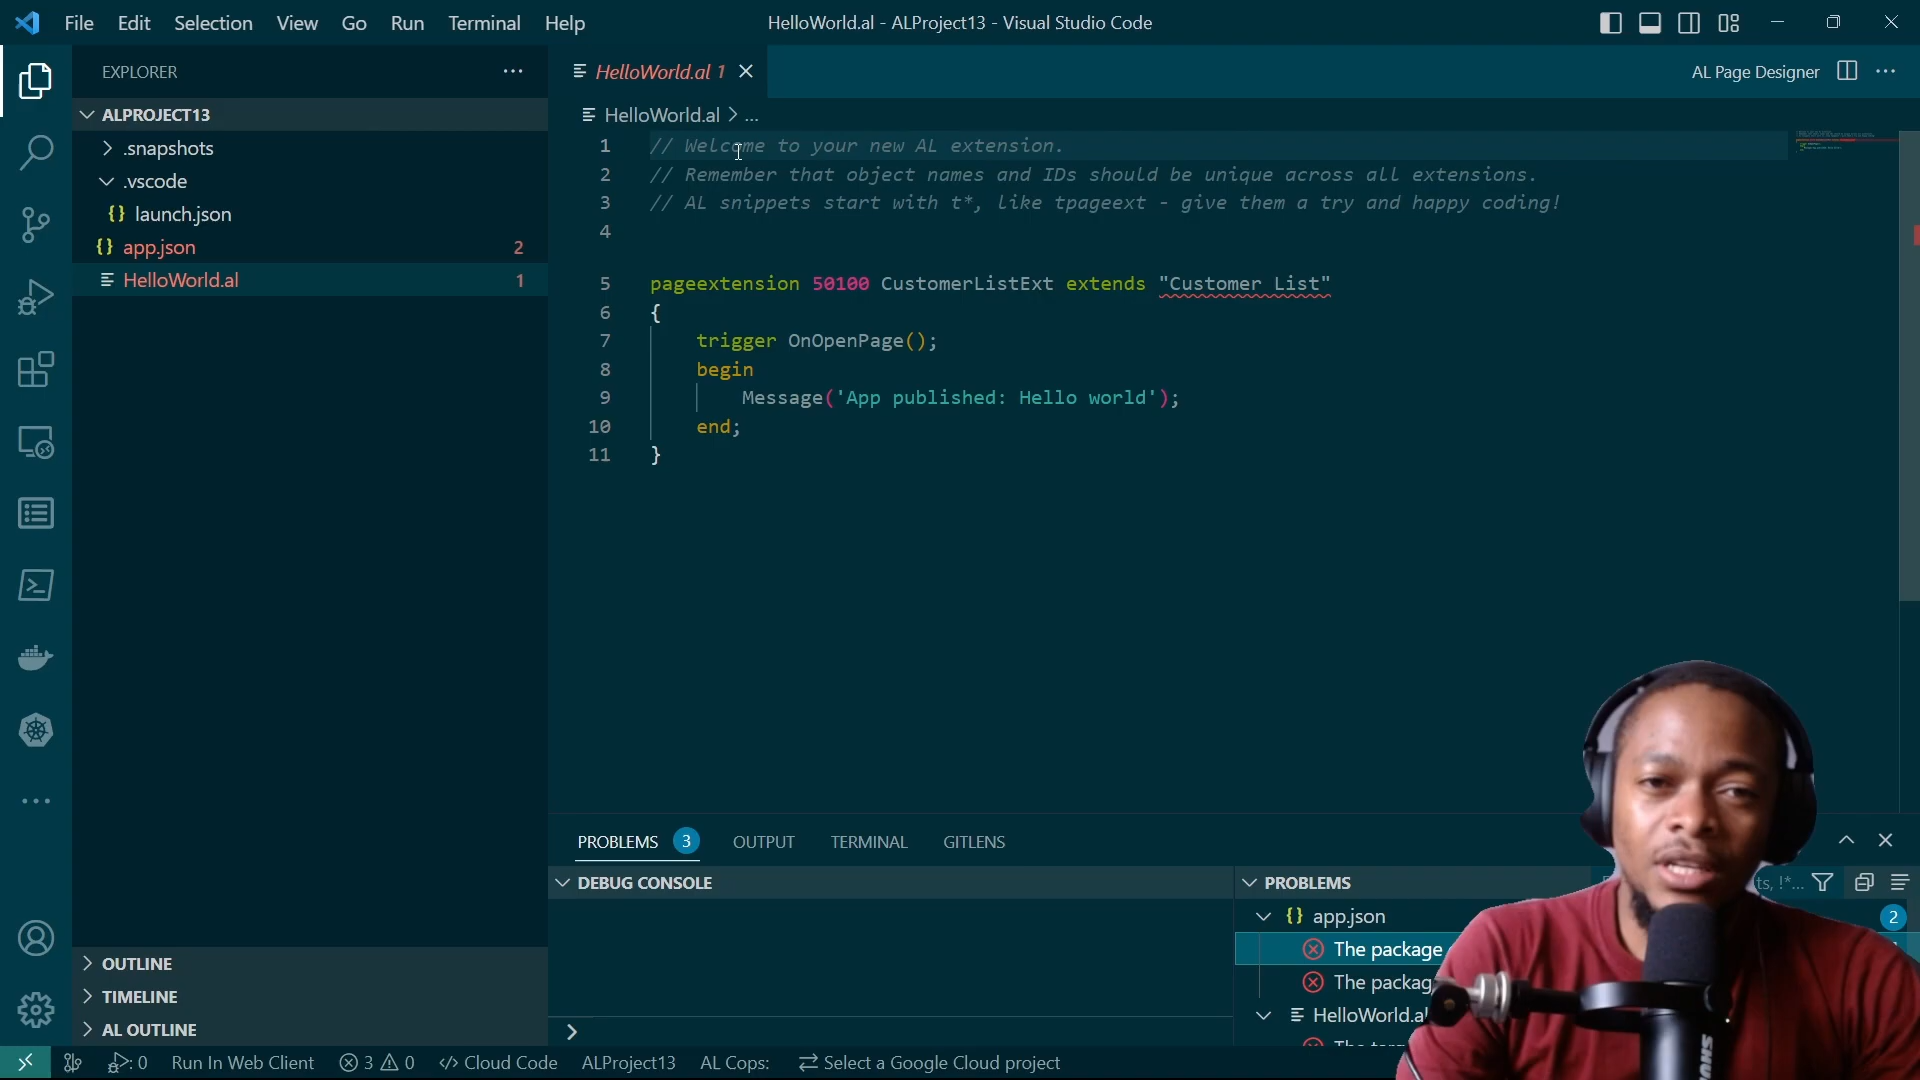 File Edit Selection View Go Run Terminal Help
HelloWorld.al - ALProject13 - Visual Studio Code
EXPLORER
ALPROJECT13
.snapshots
.vscode
launch.json
app.json 2
HelloWorld.al 1
OUTLINE
TIMELINE
AL OUTLINE
HelloWorld.al 1
AL Page Designer
HelloWorld.al > ...
1 // Welcome to your new AL extension.
2 // Remember that object names and IDs should be unique across all extensions.
3 // AL snippets start with t*, like tpageext - give them a try and happy coding!
4
5 pageextension 50100 CustomerListExt extends "Customer List"
6 {
7 trigger OnOpenPage();
8 begin
9 Message('App published: Hello world');
10 end;
11 }
PROBLEMS 3 OUTPUT TERMINAL GITLENS
DEBUG CONSOLE
PROBLEMS
ts, !*...
app.json 2
The package
The packag
HelloWorld.al
SHU
Run In Web Client 3 0 Cloud Code ALProject13 AL Cops: Select a Google Cloud project
: 0